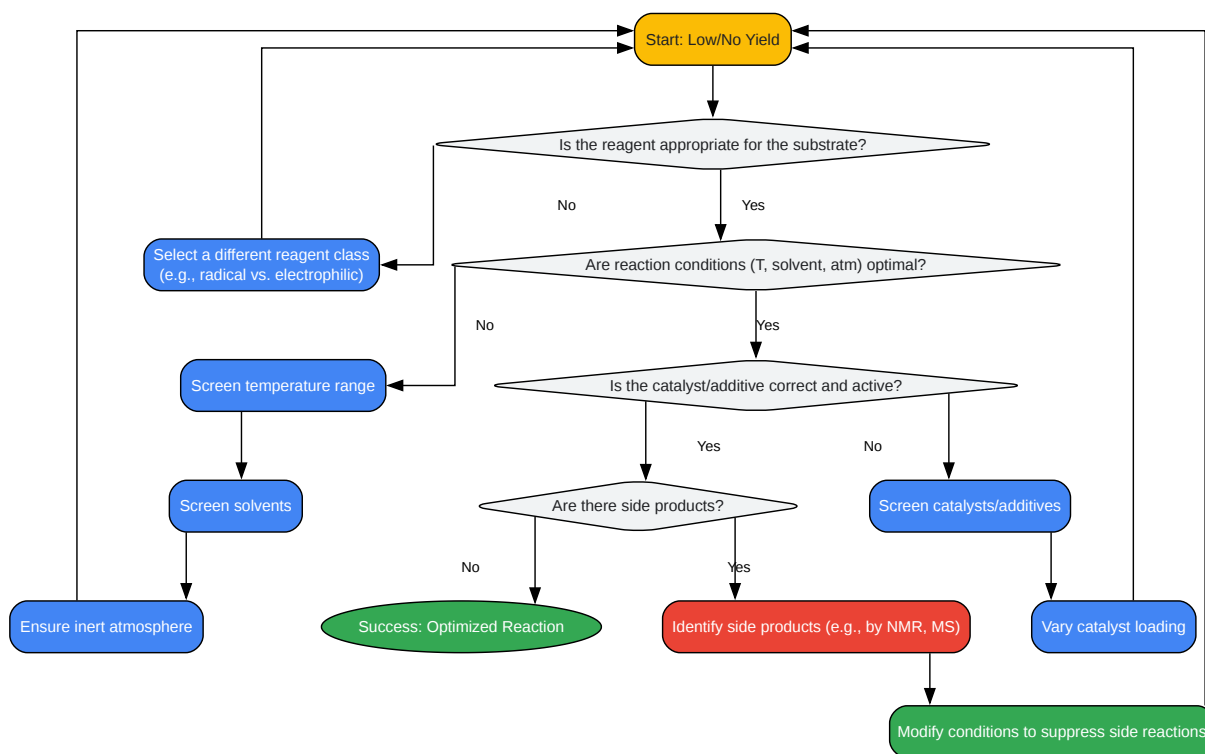 Start: Low/No Yield
Is the reagent appropriate for the substrate?
No
Yes
Select a different reagent class
(e.g., radical vs. electrophilic)
Are reaction conditions (T, solvent, atm) optimal?
No
Yes
Screen temperature range
Is the catalyst/additive correct and active?
Yes
No
Screen solvents
Are there side products?
Screen catalysts/additives
No
Yes
Ensure inert atmosphere
Success: Optimized Reaction
Identify side products (e.g., by NMR, MS)
Vary catalyst loading
Modify conditions to suppress side reactions